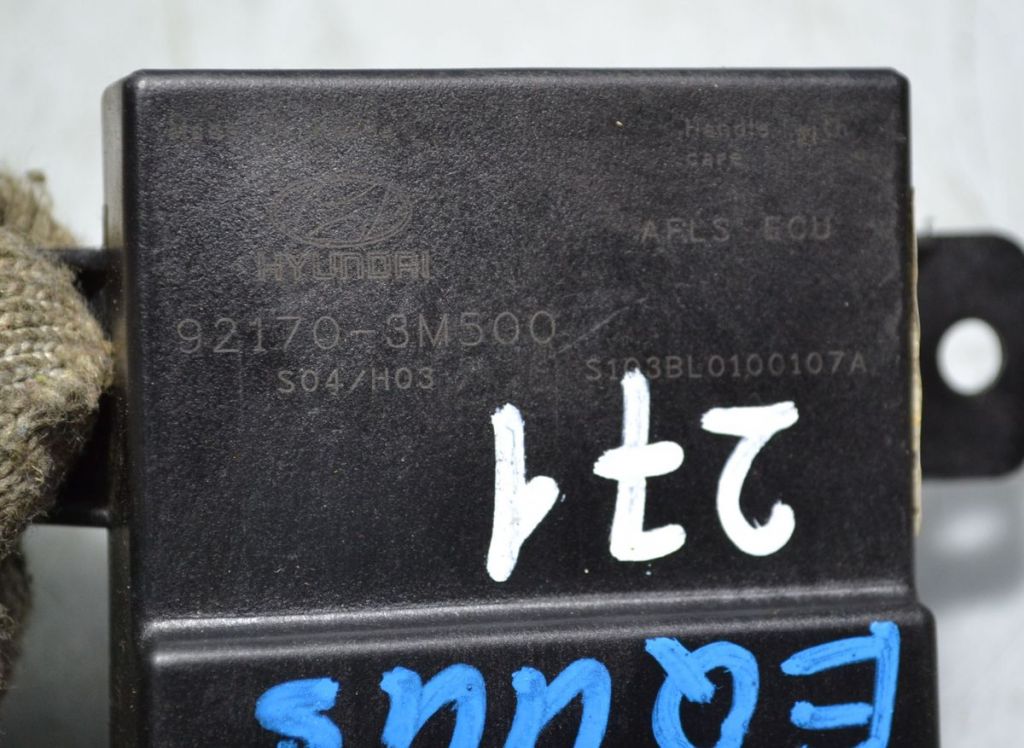 Handle with
care
HYUNDAI
AFLS ECU
92170-3M500
S04/H03
S103BL0100107A
271
EQUUS